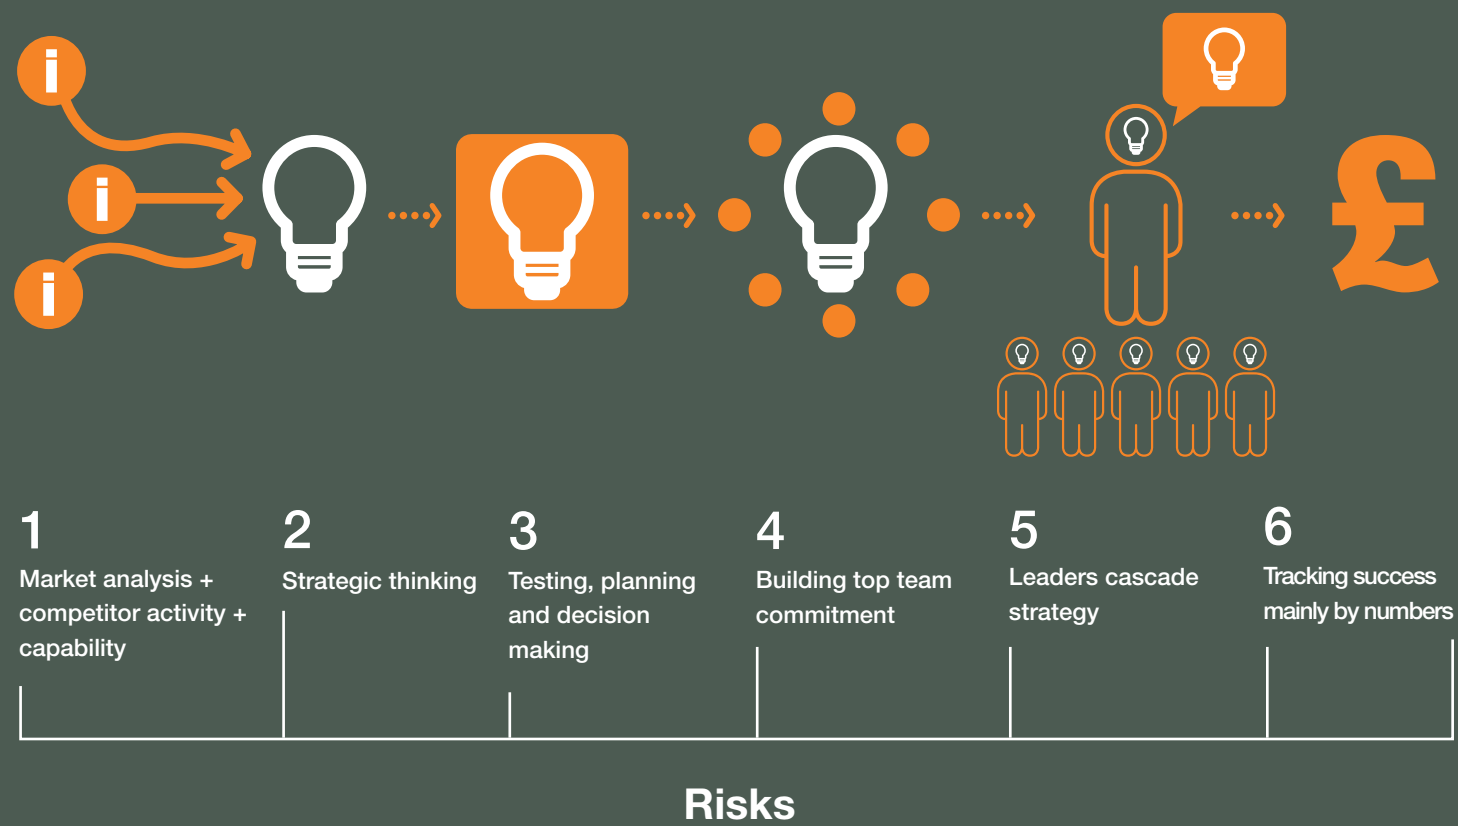 i
i
i
£
1
Market analysis +
competitor activity +
capability
2
Strategic thinking
3
Testing, planning
and decision
making
4
Building top team
commitment
5
Leaders cascade
strategy
6
Tracking success
mainly by numbers
Risks